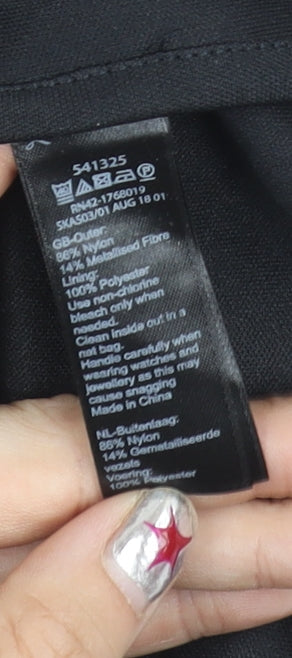 541325
RN42-1768019
SKAS03/01 AUG 18 01
GB-Outer:
86% Nylon
14% Metallised Fibre
Lining:
100% Polyester
Use non-chlorine
bleach only when
needed.
Clean inside out in a
net bag.
Handle carefully when
wearing watches and
jewellery as this may
cause snagging
Made in China
NL-Buitenlaag:
86% Nylon
14% Gemetalliseerde
vezels
Voering:
100% Polyester